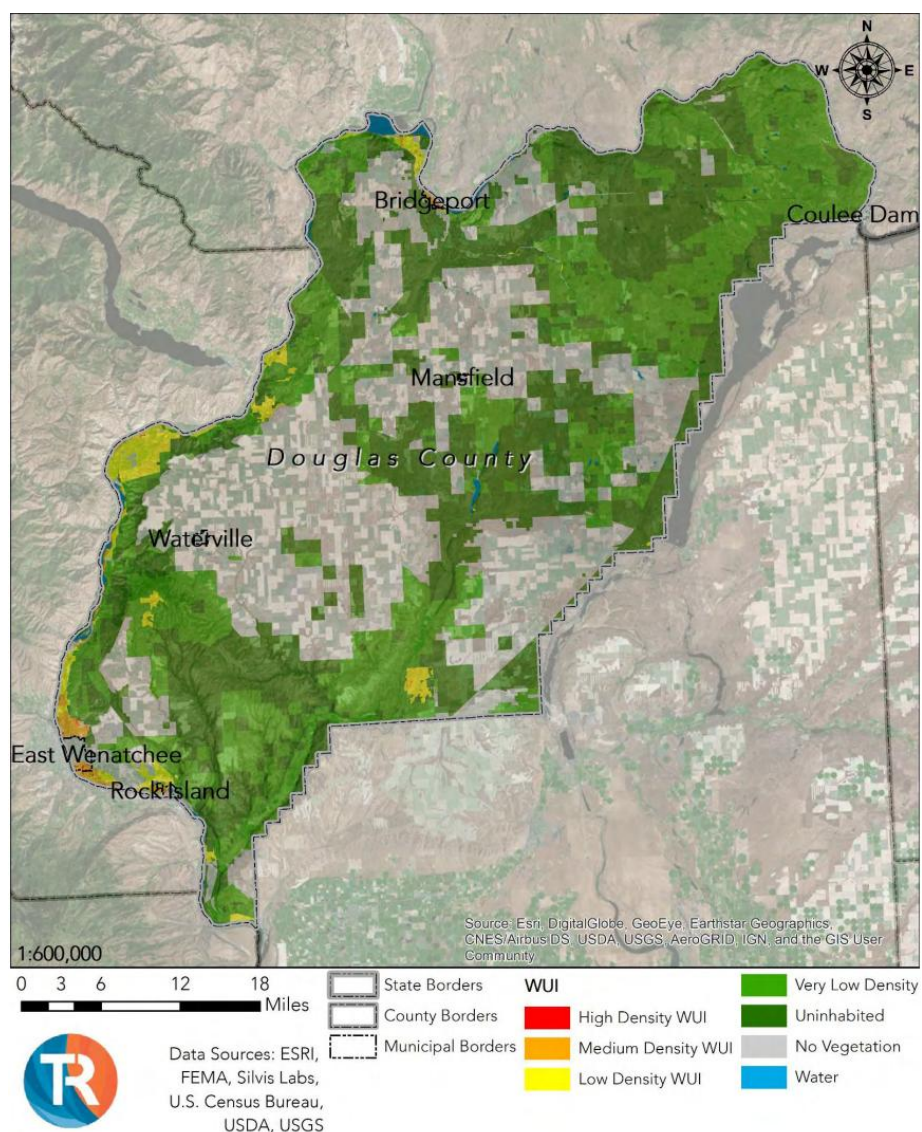 N
W E
S
Bridgeport
Coulee Dam
Mansfield
Douglas County
Waterville
East Wenatchee
Rock Island
Source: Esri, DigitalGlobe, GeoEye, Earthstar Geographics,
CNES/Airbus DS, USDA, USGS, AeroGRID, IGN, and the GIS User
Community
1:600,000
0 3 6 12 18
Miles
State Borders
County Borders
Municipal Borders
WUI
High Density WUI
Medium Density WUI
Low Density WUI
Very Low Density
Uninhabited
No Vegetation
Water
TR
Data Sources: ESRI,
FEMA, Silvis Labs,
U.S. Census Bureau,
USDA, USGS